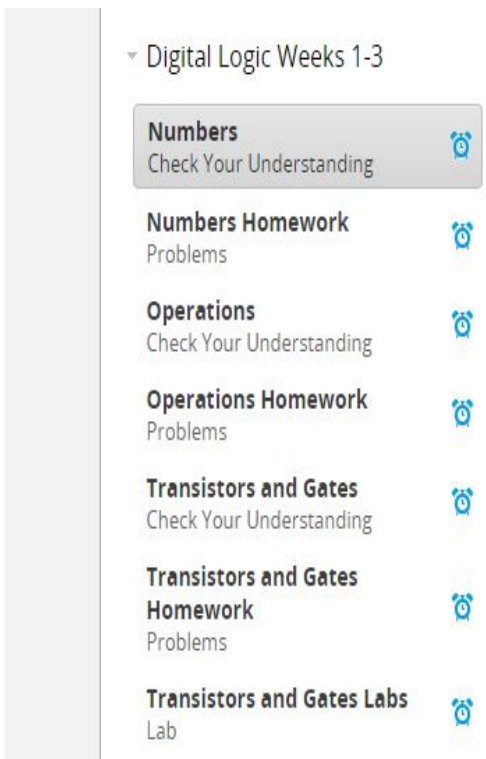 Digital Logic Weeks 1-3
Numbers
Check Your Understanding
Numbers Homework
Problems
Operations
Check Your Understanding
Operations Homework
Problems
Transistors and Gates
Check Your Understanding
Transistors and Gates
Homework
Problems
Transistors and Gates Labs
Lab